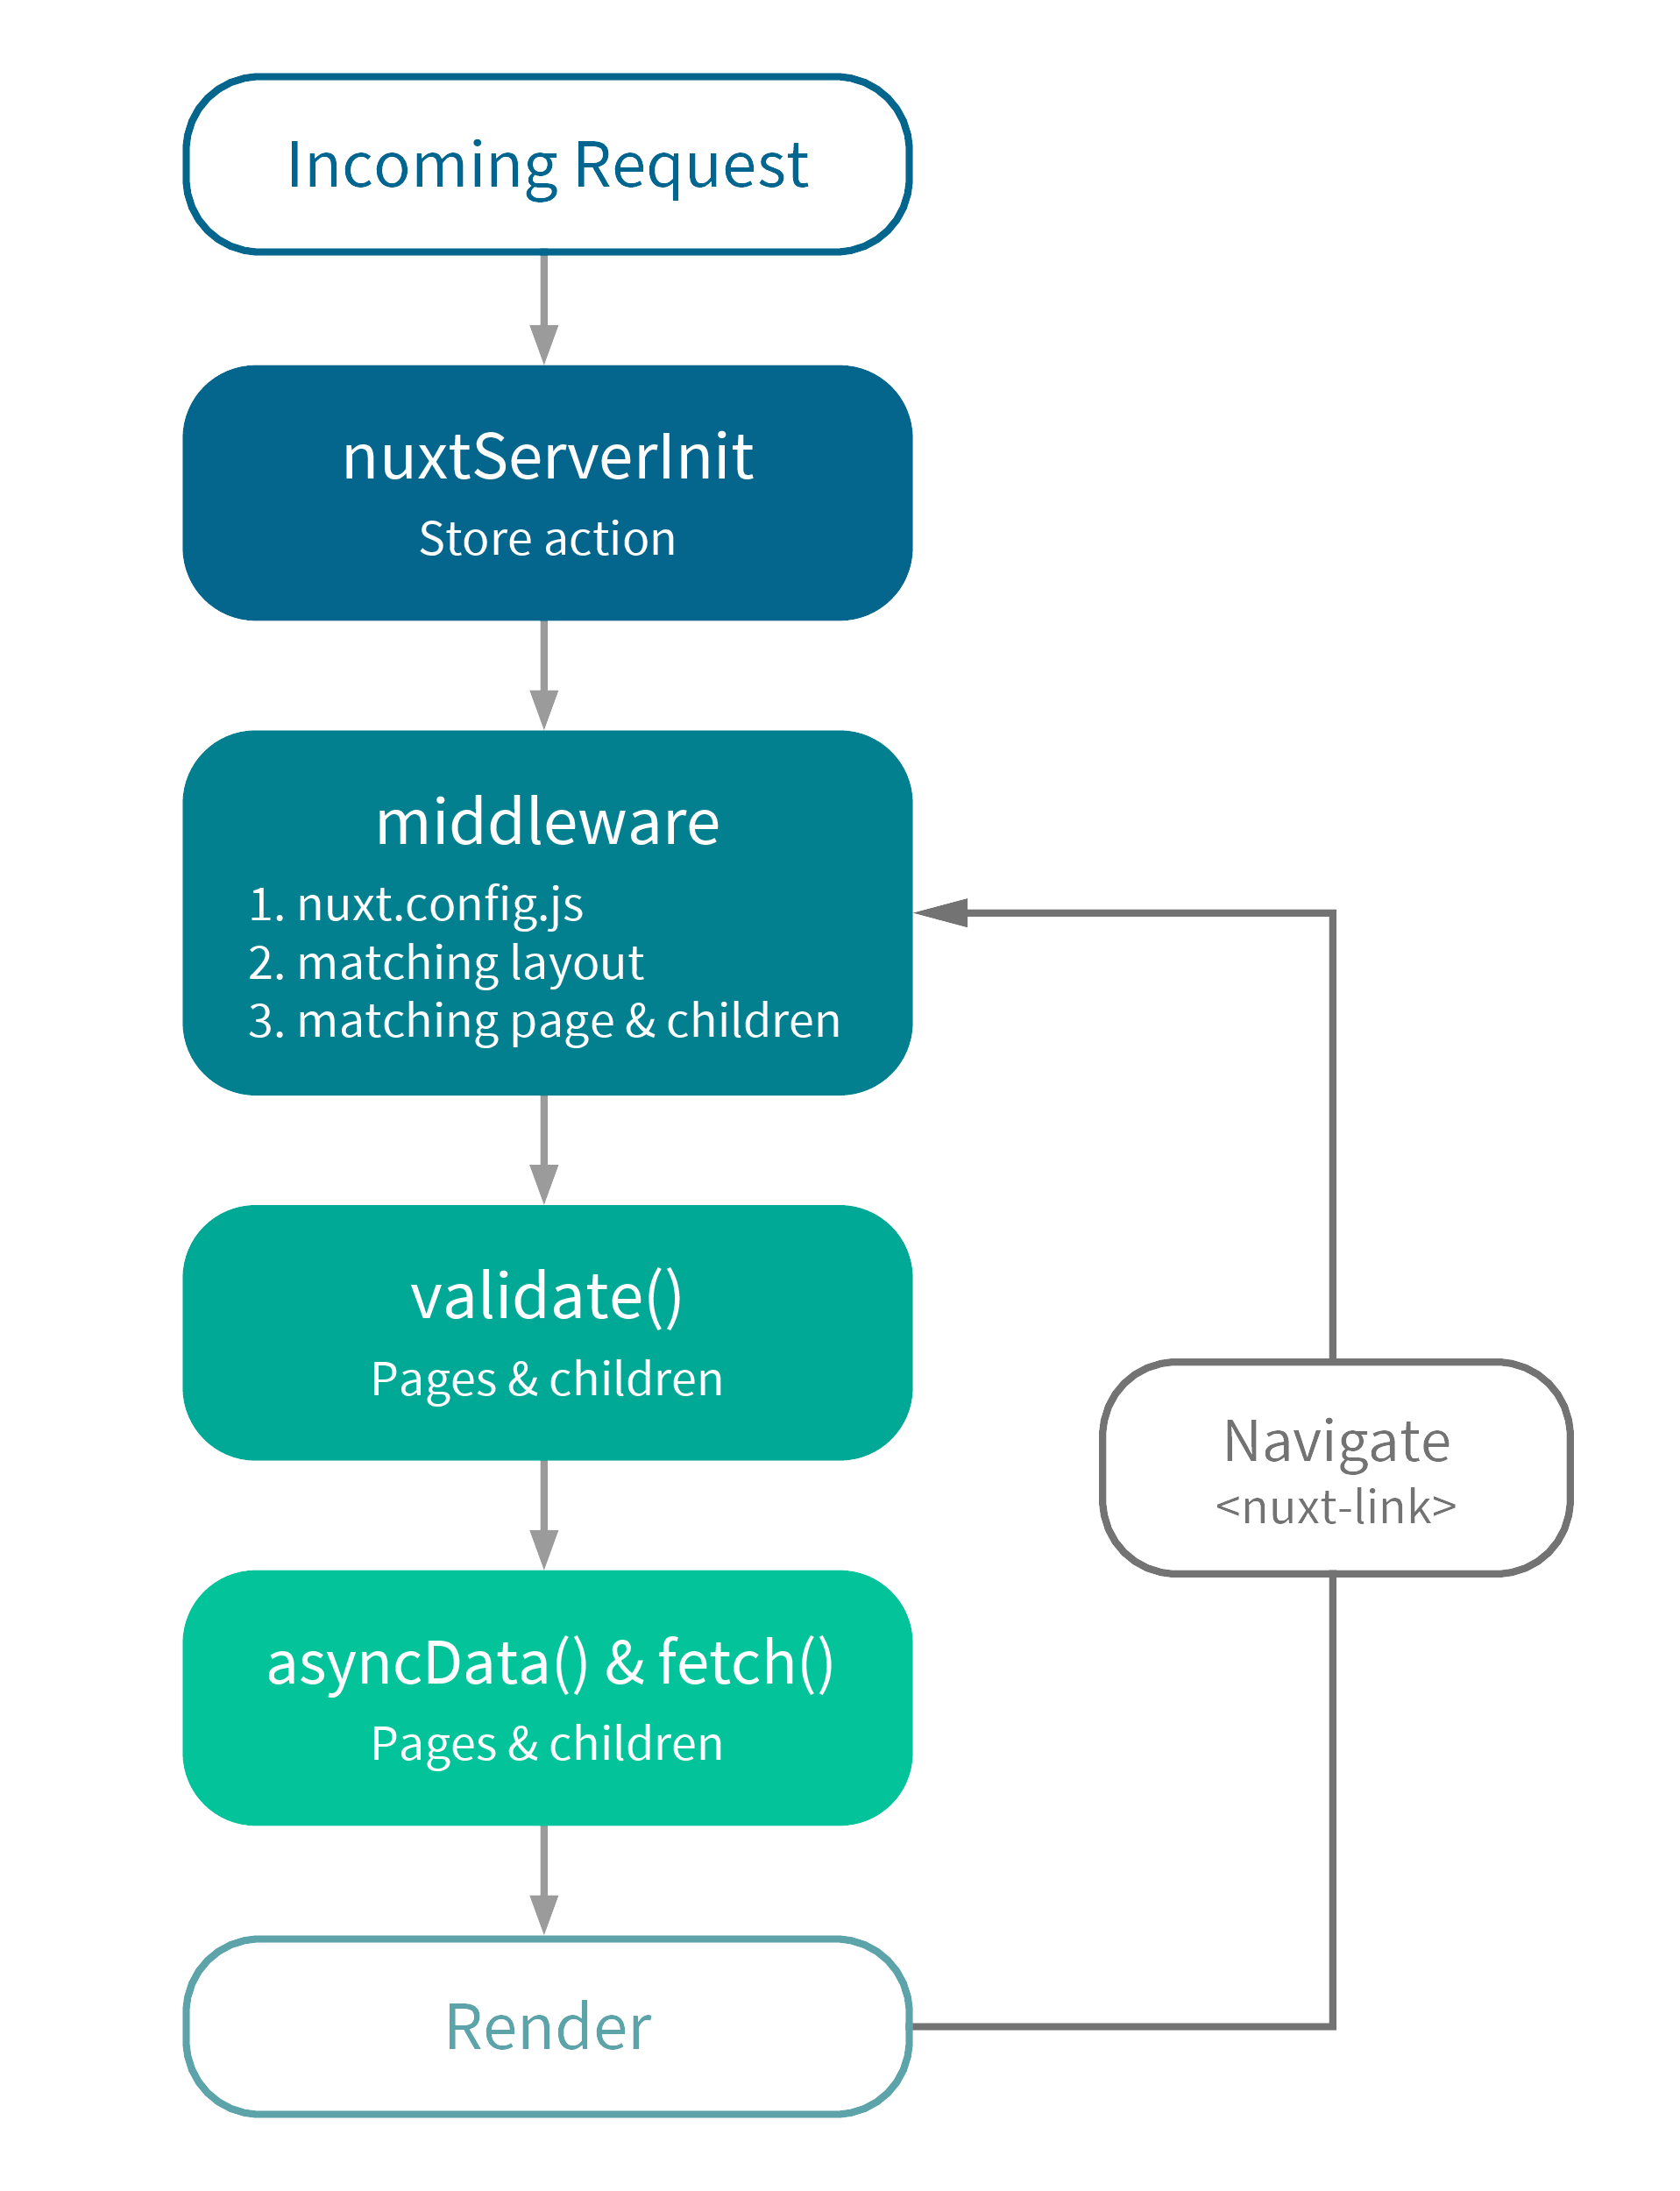 Incoming Request
nuxtServerInit
Store action
middleware
1. nuxt.config.js
2. matching layout
3. matching page & children
validate()
Pages & children
Navigate
<nuxt-link>
asyncData() & fetch()
Pages & children
Render